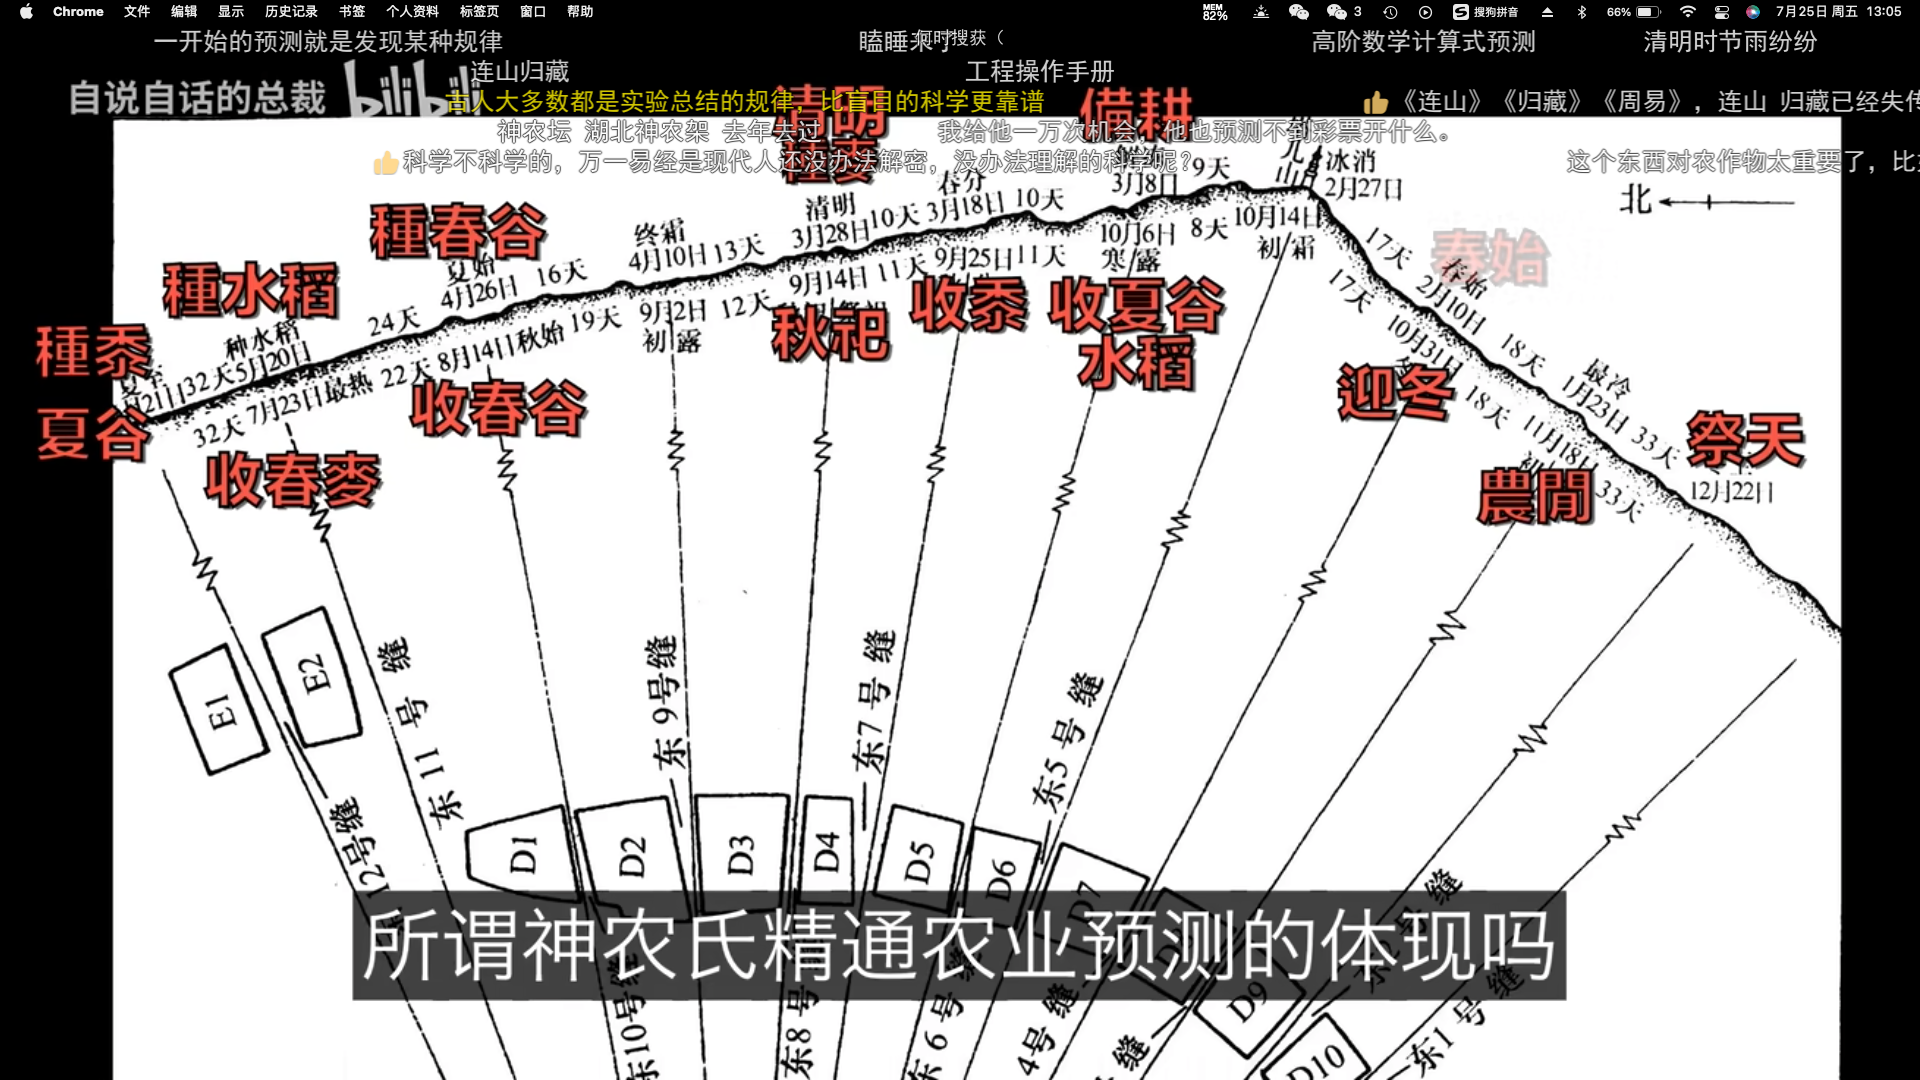 Chrome 文件 编辑 显示 历史记录 书签 个人资料 标签页 窗口 帮助
MEM 82% 3 S 搜狗拼音 66% 7月25日 周五 13:05
一开始的预测就是发现某种规律
瞌睡来了
何时搜获（
高阶数学计算式预测
清明时节雨纷纷
自说自话的总裁 bilibili
连山归藏
工程操作手册
古人大多数都是实验总结的规律，比盲目的科学更靠谱
《连山》《归藏》《周易》，连山 归藏已经失传
神农坛 湖北神农架 去年去过
我给他一万次机会，他也预测不到彩票开什么。
科学不科学的，万一易经是现代人还没办法解密，没办法理解的科学呢？
这个东西对农作物太重要了，比
清明
種麥
備耕
北
冰消
2月27日
9天
3月8日
春分
3月18日
10天
清明
3月28日
10天
種春谷
终霜
4月10日
13天
夏始
4月26日
16天
種水稻
种水稻
5月20日
24天
32天
種黍
夏谷
夏至
32天
7月23日最热
22天
8月14日秋始
19天
9月2日
初露
12天
9月14日
11天
9月25日
11天
10月6日
寒露
8天
10月14日
初霜
17天
17天
春始
春始
2月10日
10月31日
18天
18天
最冷
1月23日
11月18日
33天
33天
12月22日
收春麥
收春谷
秋祀
收黍
收夏谷
水稻
迎冬
農閒
祭天
E1
E2
D1
D2
D3
D4
D5
D6
D7
D9
D10
东11号缝
12号缝
东9号缝
东7号缝
东5号缝
东10号缝
东8号
东6号缝
4号缝
东1号缝
所谓神农氏精通农业预测的体现吗